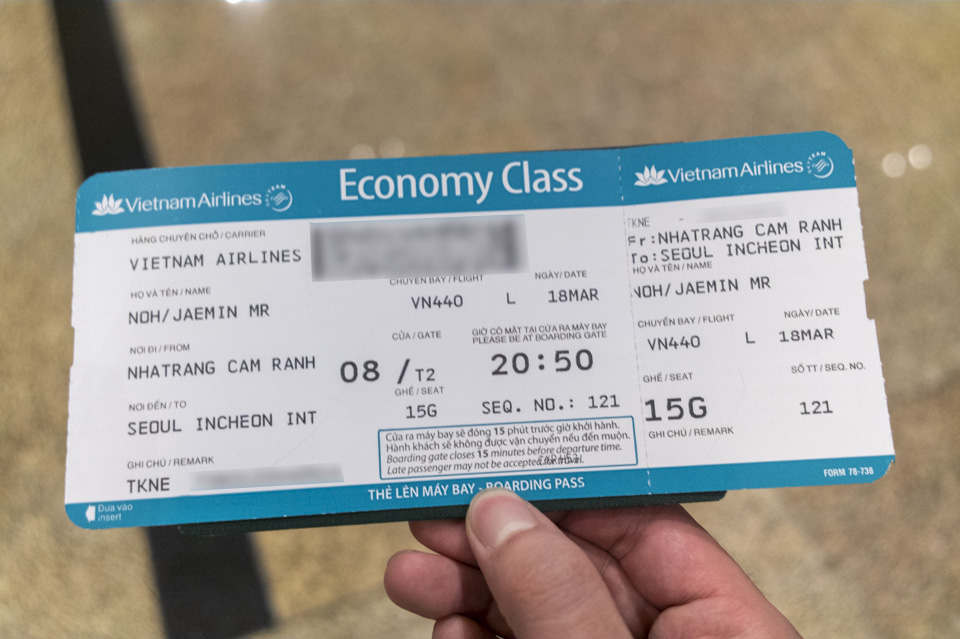 Vietnam Airlines
SKYTEAM
Economy Class
HÃNG CHUYÊN CHỞ / CARRIER
VIETNAM AIRLINES
HỌ VÀ TÊN / NAME
NOH/JAEMIN MR
CHUYẾN BAY / FLIGHT
VN440 L
NGÀY/ DATE
18MAR
NƠI ĐI / FROM
NHATRANG CAM RANH
CỬA / GATE
08 / T2
GIỜ CÓ MẶT TẠI CỬA RA MÁY BAY
PLEASE BE AT BOARDING GATE
20:50
NƠI ĐẾN / TO
SEOUL INCHEON INT
GHẾ / SEAT
15G
SEQ. NO.: 121
Cửa ra máy bay sẽ đóng 15 phút trước giờ khởi hành.
Hành khách sẽ không được vận chuyển nếu đến muộn.
Boarding gate closes 15 minutes before departure time.
Late passenger may not be accepted for travel.
GHI CHÚ / REMARK
TKNE
THẺ LÊN MÁY BAY - BOARDING PASS
Đưa vào
insert
Vietnam Airlines
SKYTEAM
TKNE
Fr:NHATRANG CAM RANH
To:SEOUL INCHEON INT
HỌ VÀ TÊN / NAME
NOH/JAEMIN MR
CHUYẾN BAY / FLIGHT
VN440 L
NGÀY/ DATE
18MAR
GHẾ / SEAT
15G
SỐ TT / SEQ. NO.
121
GHI CHÚ / REMARK
FORM 78-738